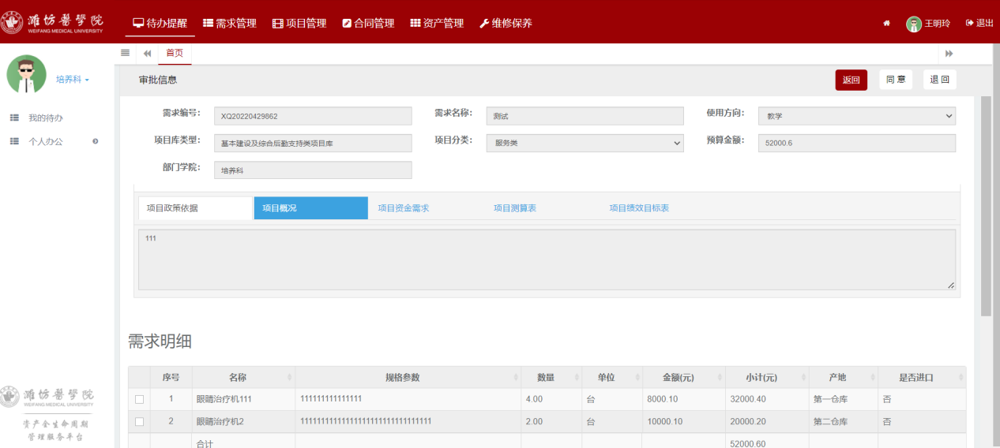 濰坊醫學院
WEIFANG MEDICAL UNIVERSITY
待办提醒 需求管理 项目管理 合同管理 资产管理 维修保养
王明玲 退出
首页
培养科
我的待办
个人办公
审批信息
返回 同意 退回
需求编号： XQ20220429862 需求名称： 测试 使用方向： 教学
项目库类型： 基本建设及综合后勤支持类项目库 项目分类： 服务类 预算金额： 52000.6
部门学院： 培养科
项目政策依据 项目概况 项目资金需求 项目测算表 项目绩效目标表
111
需求明细
序号 名称 规格参数 数量 单位 金额(元) 小计(元) 产地 是否进口
1 眼睛治疗机111 111111111111111 4.00 台 8000.10 32000.40 第一仓库 否
2 眼睛治疗机2 11111111111111111111111111111111 2.00 台 10000.10 20000.20 第二仓库 否
合计 52000.60
濰坊醫學院
WEIFANG MEDICAL UNIVERSITY
资产全生命周期
管理服务平台